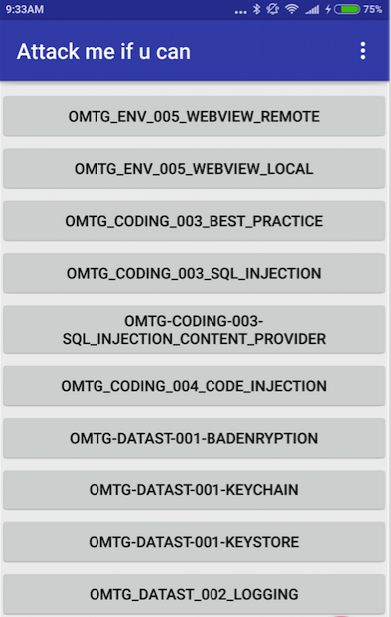 9:33AM ... 75%
Attack me if u can
OMTG_ENV_005_WEBVIEW_REMOTE
OMTG_ENV_005_WEBVIEW_LOCAL
OMTG_CODING_003_BEST_PRACTICE
OMTG_CODING_003_SQL_INJECTION
OMTG-CODING-003-
SQL_INJECTION_CONTENT_PROVIDER
OMTG_CODING_004_CODE_INJECTION
OMTG-DATAST-001-BADENRYPTION
OMTG-DATAST-001-KEYCHAIN
OMTG-DATAST-001-KEYSTORE
OMTG_DATAST_002_LOGGING